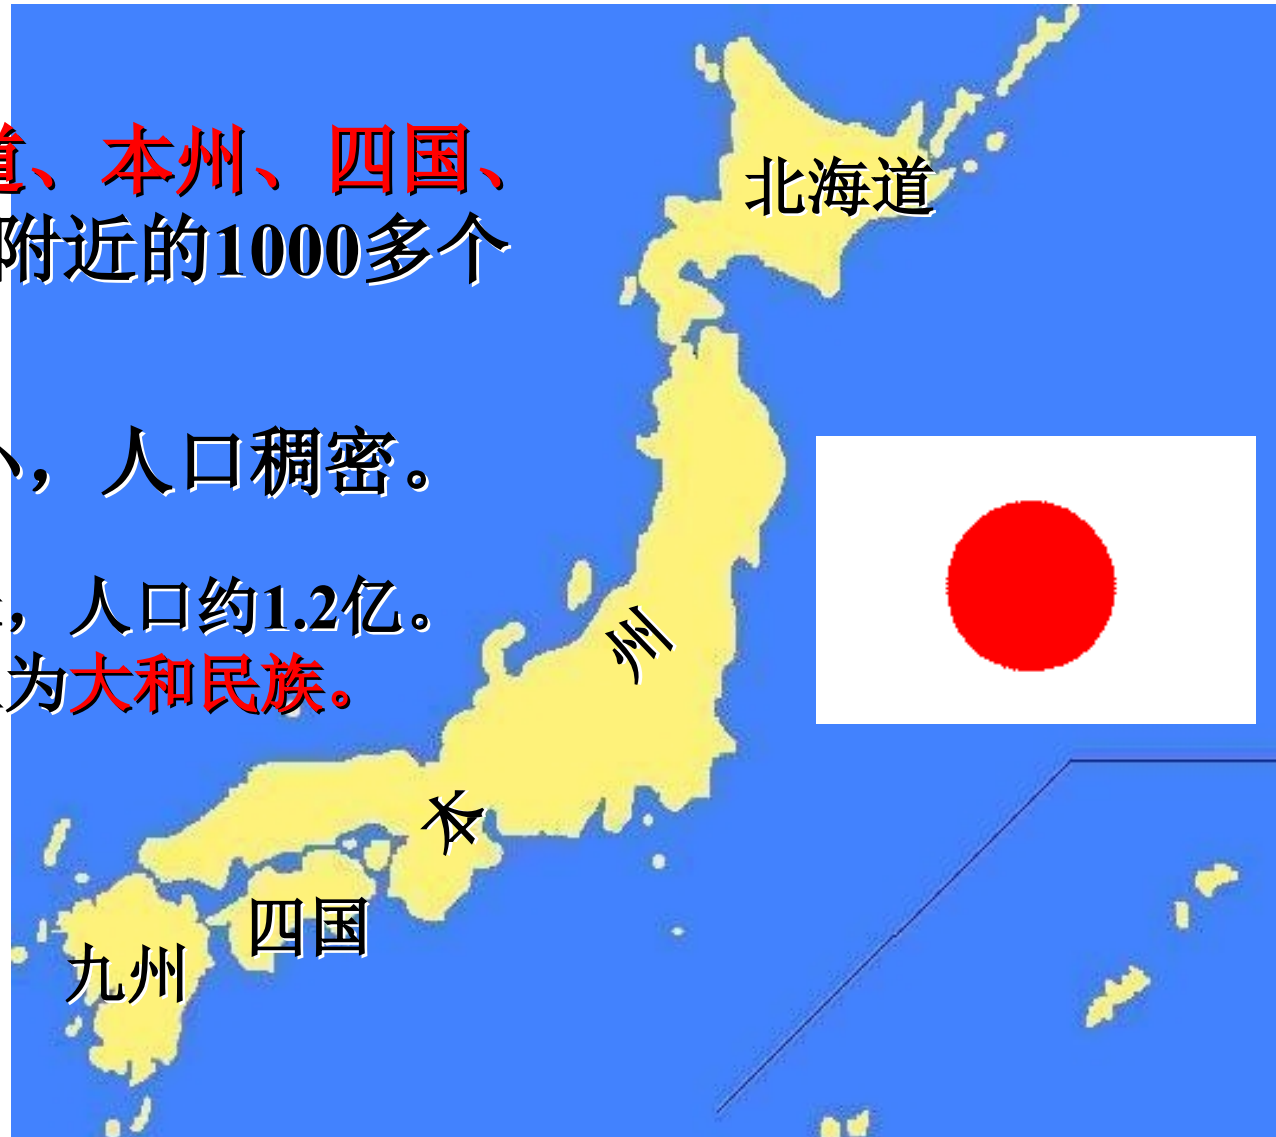 道、本州、四国、
附近的1000多个
小，人口稠密。
，人口约1.2亿。
为大和民族。
北海道
州
本
四国
九州